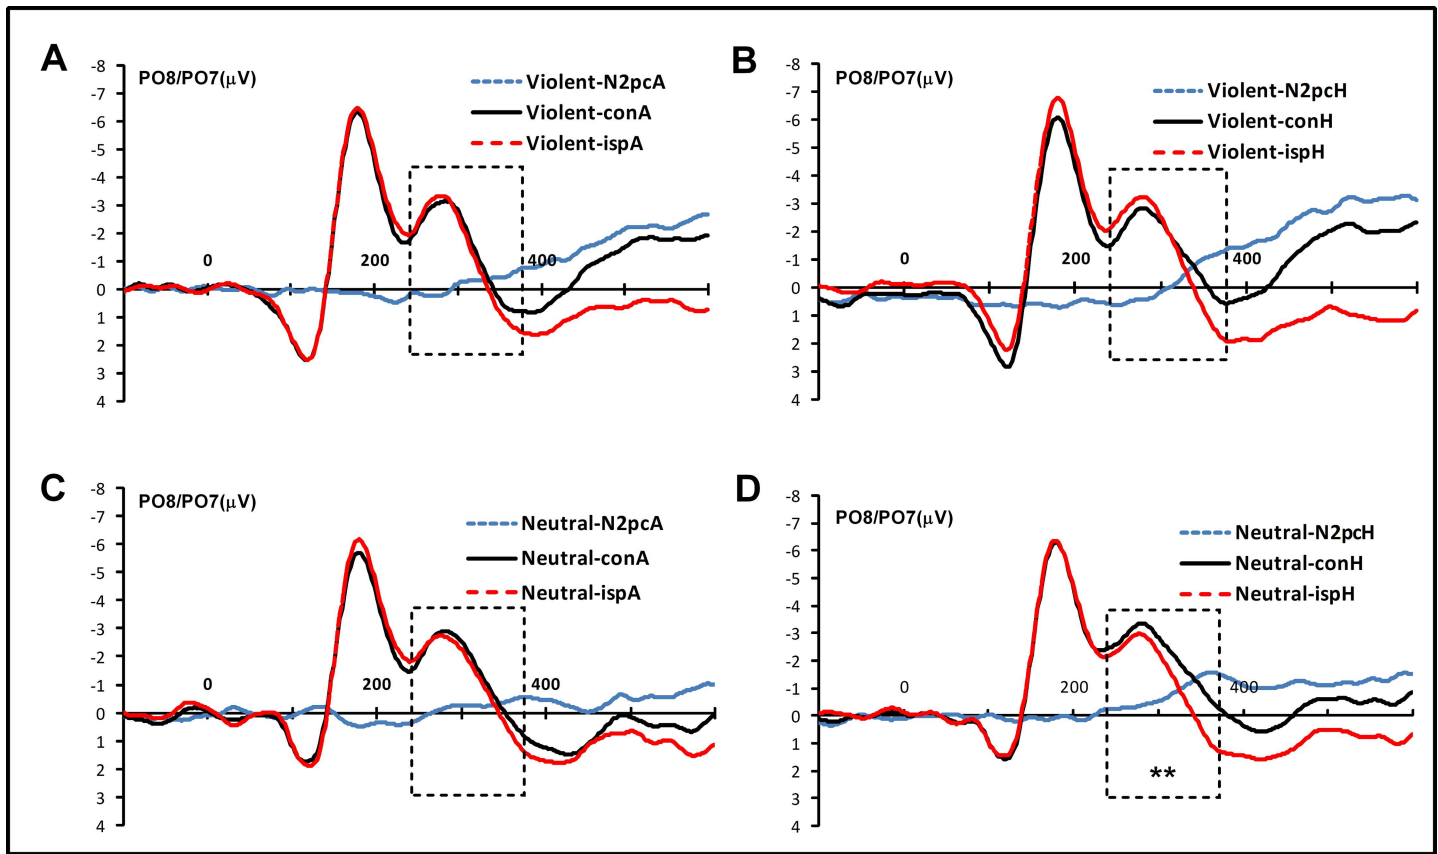 A
-8
-7
-6
-5
-4
-3
-2
-1
0
1
2
3
4
PO8/PO7(μV)
Violent-N2pcA
Violent-conA
Violent-ispA
0 200 400
B
-8
-7
-6
-5
-4
-3
-2
-1
0
1
2
3
4
PO8/PO7(μV)
Violent-N2pcH
Violent-conH
Violent-ispH
0 200 400
C
-8
-7
-6
-5
-4
-3
-2
-1
0
1
2
3
4
PO8/PO7(μV)
Neutral-N2pcA
Neutral-conA
Neutral-ispA
0 200 400
D
-8
-7
-6
-5
-4
-3
-2
-1
0
1
2
3
4
PO8/PO7(μV)
Neutral-N2pcH
Neutral-conH
Neutral-ispH
0 200 400
**